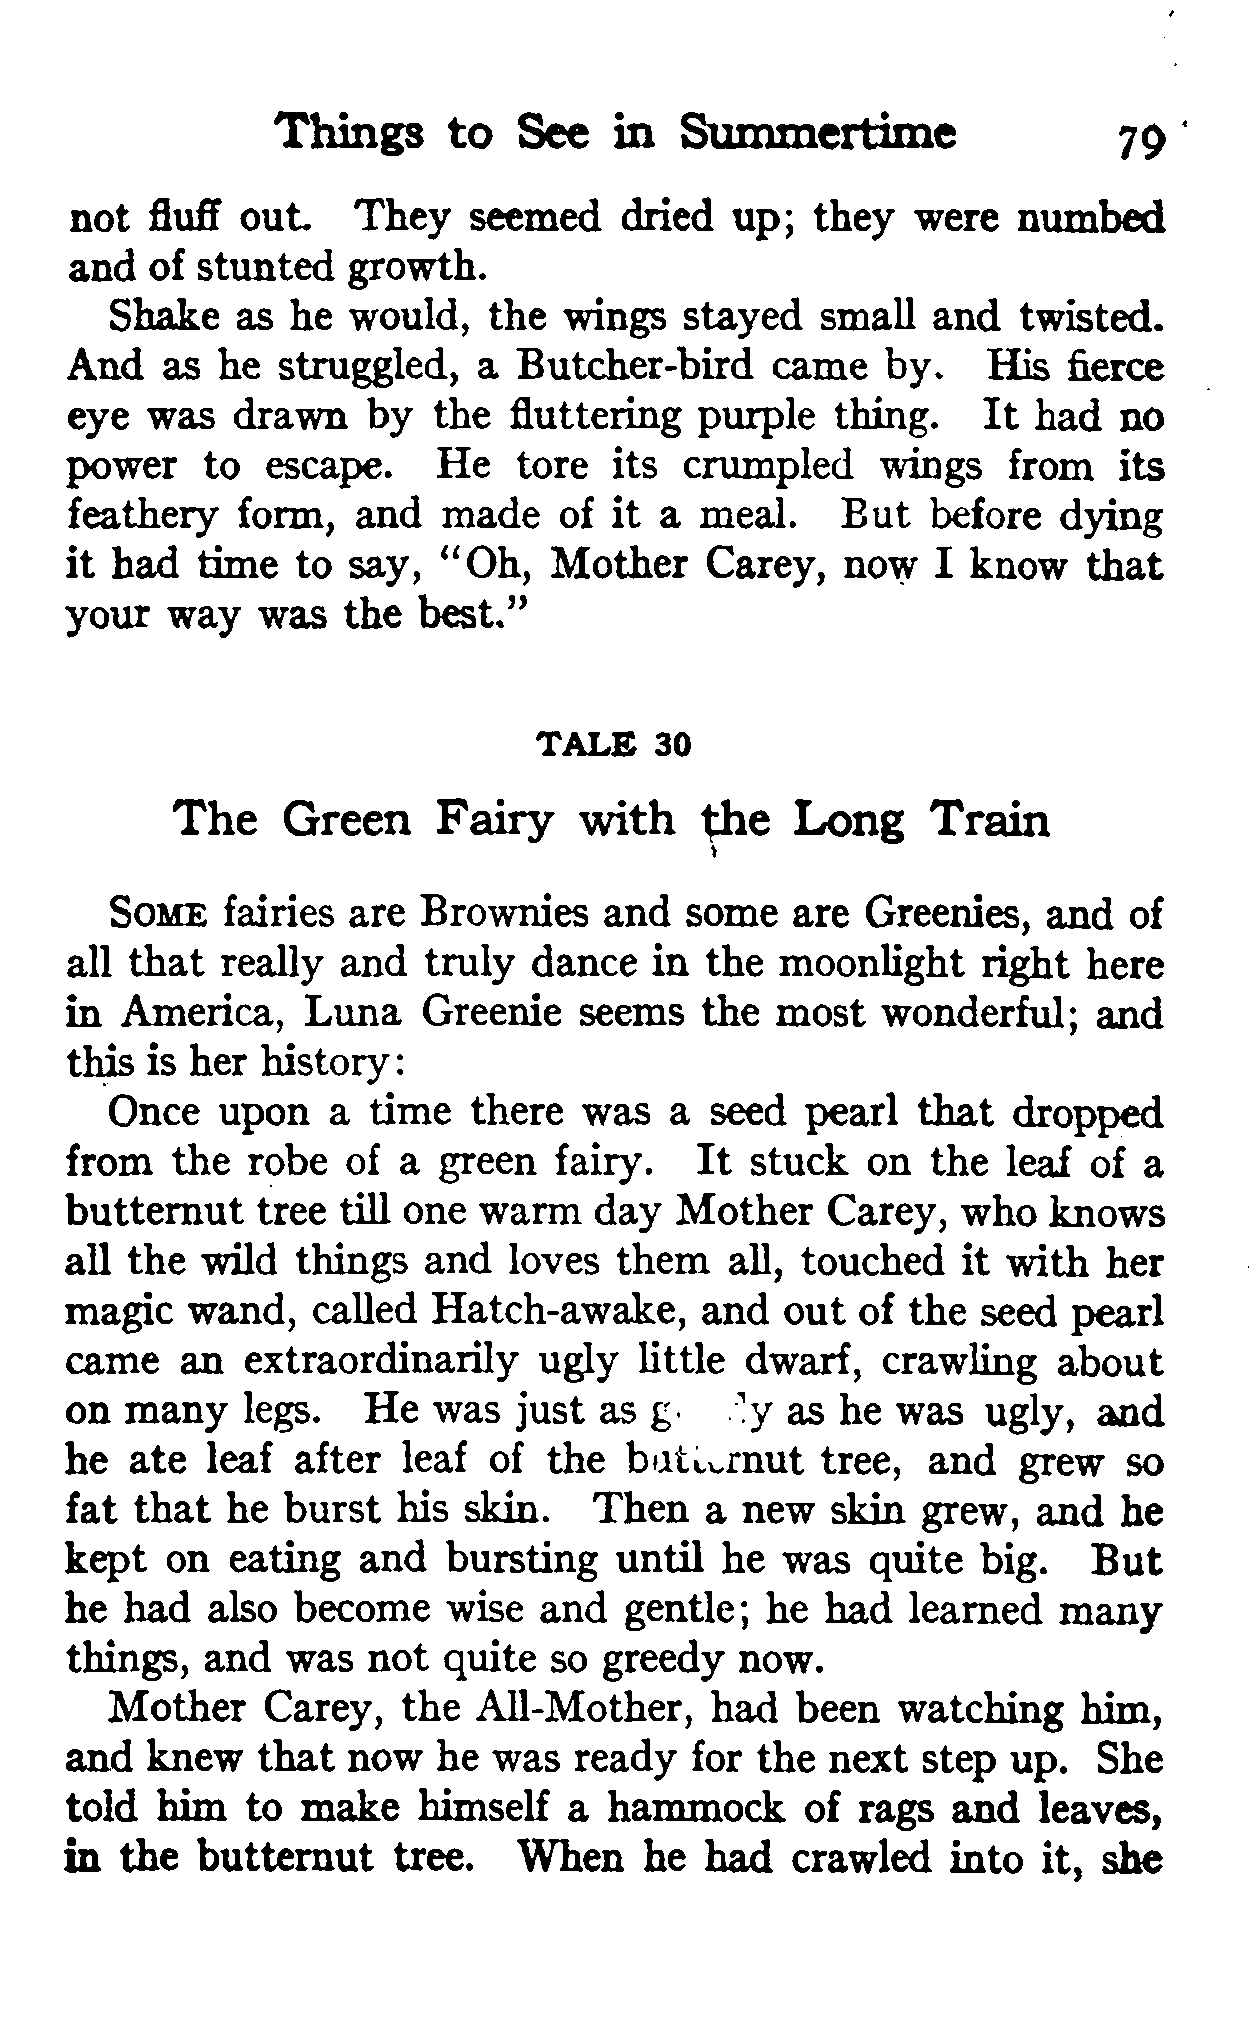 Things to See in Summertime 79
not fluff out. They seemed dried up; they were numbed
and of stunted growth.
Shake as he would, the wings stayed small and twisted.
And as he struggled, a Butcher-bird came by. His fierce
eye was drawn by the fluttering purple thing. It had no
power to escape. He tore its crumpled wings from its
feathery form, and made of it a meal. But before dying
it had time to say, "Oh, Mother Carey, now I know that
your way was the best."
TALE 30
The Green Fairy with the Long Train
SOME fairies are Brownies and some are Greenies, and of
all that really and truly dance in the moonlight right here
in America, Luna Greenie seems the most wonderful; and
this is her history:
Once upon a time there was a seed pearl that dropped
from the robe of a green fairy. It stuck on the leaf of a
butternut tree till one warm day Mother Carey, who knows
all the wild things and loves them all, touched it with her
magic wand, called Hatch-awake, and out of the seed pearl
came an extraordinarily ugly little dwarf, crawling about
on many legs. He was just as as he was ugly, and
he ate leaf after leaf of the butternut tree, and grew so
fat that he burst his skin. Then a new skin grew, and he
kept on eating and bursting until he was quite big. But
he had also become wise and gentle; he had learned many
things, and was not quite so greedy now.
Mother Carey, the All-Mother, had been watching him,
and knew that now he was ready for the next step up. She
told him to make himself a hammock of rags and leaves,
in the butternut tree. When he had crawled into it, she